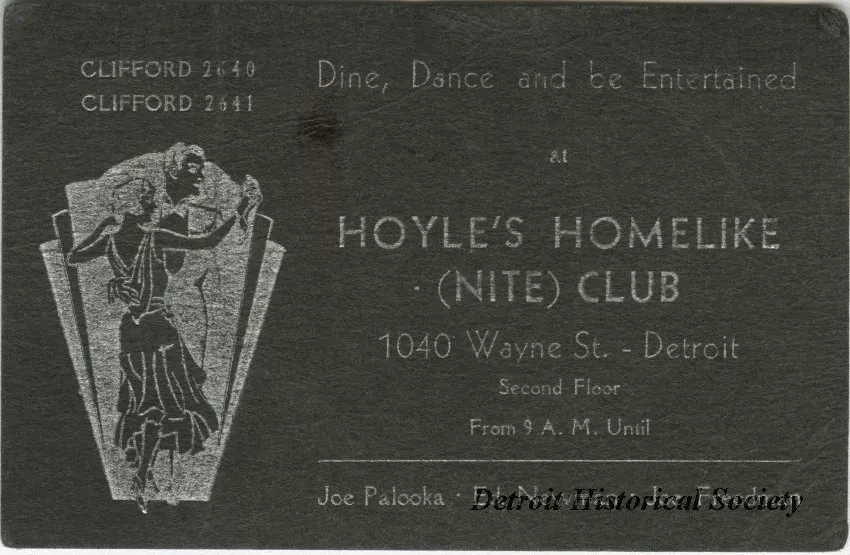 CLIFFORD 2640
CLIFFORD 2641
Dine, Dance and be Entertained
at
HOYLE'S HOMELIKE
· (NITE) CLUB
1040 Wayne St. - Detroit
Second Floor
From 9 A. M. Until
Joe Palooka ·
Detroit Historical Society